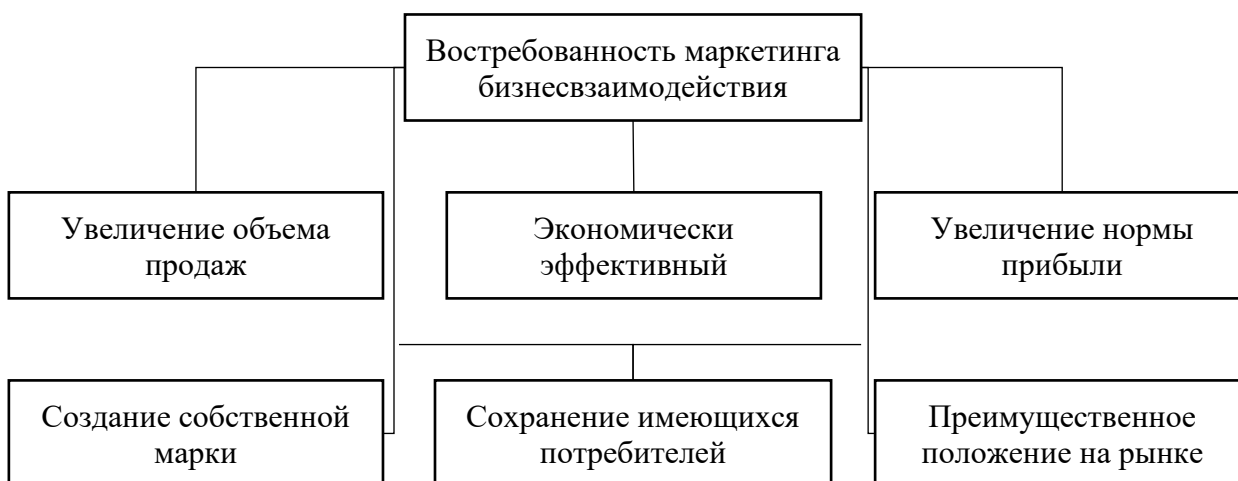 Востребованность маркетинга
бизнесвзаимодействия
Увеличение объема
продаж
Экономически
эффективный
Увеличение нормы
прибыли
Создание собственной
марки
Сохранение имеющихся
потребителей
Преимущественное
положение на рынке